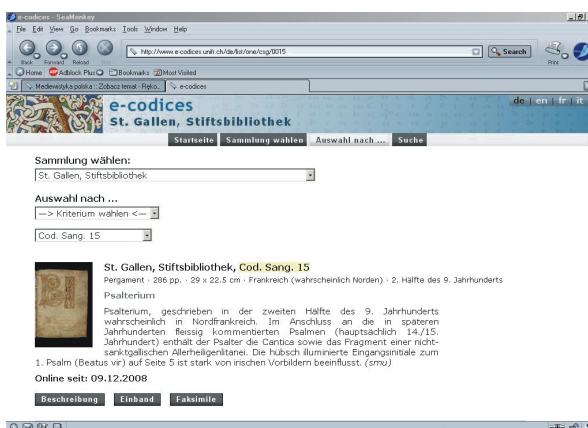 e-codices - SeaMonkey
File Edit View Go Bookmarks Tools Window Help
Back Forward Reload Stop
http://www.e-codices.unifr.ch/de/list/one/csg/0015
Search
Print
Home Adblock Plus Bookmarks Most Visited
Mediewistyka.polska :: Zobacz temat - Ręko... e-codices
de | en | fr | it
e-codices
St. Gallen, Stiftsbibliothek
Startseite Sammlung wählen Auswahl nach ... Suche
Sammlung wählen:
St. Gallen, Stiftsbibliothek
Auswahl nach ...
—> Kriterium wählen <—
Cod. Sang. 15
St. Gallen, Stiftsbibliothek, Cod. Sang. 15
Pergament · 286 pp. · 29 x 22.5 cm · Frankreich (wahrscheinlich Norden) · 2. Hälfte des 9. Jahrhunderts
Psalterium
Psalterium, geschrieben in der zweiten Hälfte des 9. Jahrhunderts
wahrscheinlich in Nordfrankreich. Im Anschluss an die in späteren
Jahrhunderten fleissig kommentierten Psalmen (hauptsächlich 14./15.
Jahrhundert) enthält der Psalter die Cantica sowie das Fragment einer nicht-
sanktgallischen Allerheiligenlitanei. Die hübsch illuminierte Eingangsinitiale zum
1. Psalm (Beatus vir) auf Seite 5 ist stark von irischen Vorbildern beeinflusst. (smu)
Online seit: 09.12.2008
Beschreibung Einband Faksimile